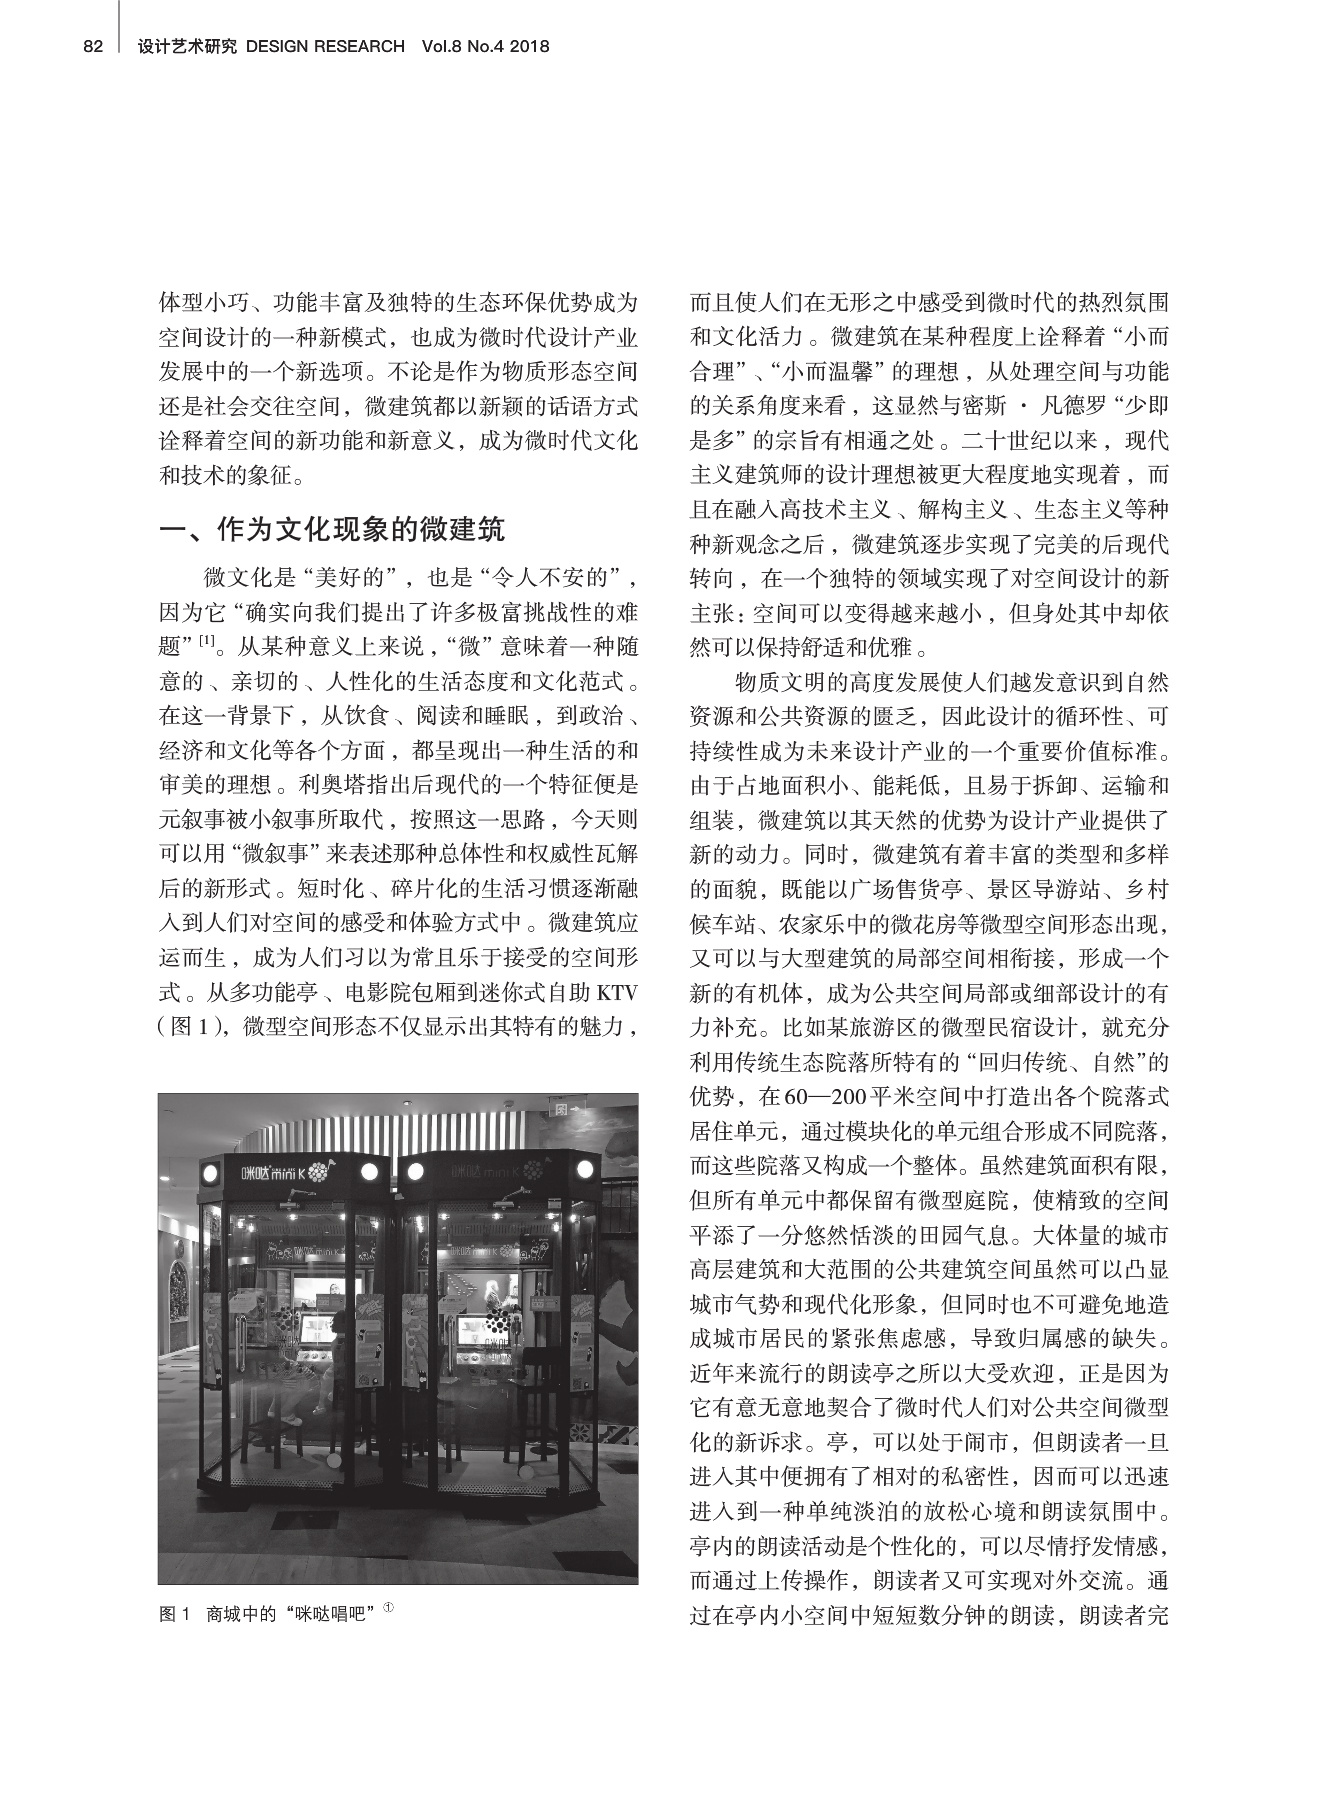 82 设计艺术研究 DESIGN RESEARCH Vol.8 No.4 2018
体型小巧、功能丰富及独特的生态环保优势成为
空间设计的一种新模式，也成为微时代设计产业
发展中的一个新选项。不论是作为物质形态空间
还是社会交往空间，微建筑都以新颖的话语方式
诠释着空间的新功能和新意义，成为微时代文化
和技术的象征。
一、作为文化现象的微建筑
微文化是“美好的”，也是“令人不安的”，
因为它“确实向我们提出了许多极富挑战性的难
题”[1]。从某种意义上来说，“微”意味着一种随
意的、亲切的、人性化的生活态度和文化范式。
在这一背景下，从饮食、阅读和睡眠，到政治、
经济和文化等各个方面，都呈现出一种生活的和
审美的理想。利奥塔指出后现代的一个特征便是
元叙事被小叙事所取代，按照这一思路，今天则
可以用“微叙事”来表述那种总体性和权威性瓦解
后的新形式。短时化、碎片化的生活习惯逐渐融
入到人们对空间的感受和体验方式中。微建筑应
运而生，成为人们习以为常且乐于接受的空间形
式。从多功能亭、电影院包厢到迷你式自助 KTV
（图 1），微型空间形态不仅显示出其特有的魅力，
咪哒 mini K
咪哒 mini K
图 1 商城中的“咪哒唱吧”①
而且使人们在无形之中感受到微时代的热烈氛围
和文化活力。微建筑在某种程度上诠释着“小而
合理”、“小而温馨”的理想，从处理空间与功能
的关系角度来看，这显然与密斯·凡德罗“少即
是多”的宗旨有相通之处。二十世纪以来，现代
主义建筑师的设计理想被更大程度地实现着，而
且在融入高技术主义、解构主义、生态主义等种
种新观念之后，微建筑逐步实现了完美的后现代
转向，在一个独特的领域实现了对空间设计的新
主张：空间可以变得越来越小，但身处其中却依
然可以保持舒适和优雅。
物质文明的高度发展使人们越发意识到自然
资源和公共资源的匮乏，因此设计的循环性、可
持续性成为未来设计产业的一个重要价值标准。
由于占地面积小、能耗低，且易于拆卸、运输和
组装，微建筑以其天然的优势为设计产业提供了
新的动力。同时，微建筑有着丰富的类型和多样
的面貌，既能以广场售货亭、景区导游站、乡村
候车站、农家乐中的微花房等微型空间形态出现，
又可以与大型建筑的局部空间相衔接，形成一个
新的有机体，成为公共空间局部或细部设计的有
力补充。比如某旅游区的微型民宿设计，就充分
利用传统生态院落所特有的“回归传统、自然”的
优势，在60—200平米空间中打造出各个院落式
居住单元，通过模块化的单元组合形成不同院落，
而这些院落又构成一个整体。虽然建筑面积有限，
但所有单元中都保留有微型庭院，使精致的空间
平添了一分悠然恬淡的田园气息。大体量的城市
高层建筑和大范围的公共建筑空间虽然可以凸显
城市气势和现代化形象，但同时也不可避免地造
成城市居民的紧张焦虑感，导致归属感的缺失。
近年来流行的朗读亭之所以大受欢迎，正是因为
它有意无意地契合了微时代人们对公共空间微型
化的新诉求。亭，可以处于闹市，但朗读者一旦
进入其中便拥有了相对的私密性，因而可以迅速
进入到一种单纯淡泊的放松心境和朗读氛围中。
亭内的朗读活动是个性化的，可以尽情抒发情感，
而通过上传操作，朗读者又可实现对外交流。通
过在亭内小空间中短短数分钟的朗读，朗读者完